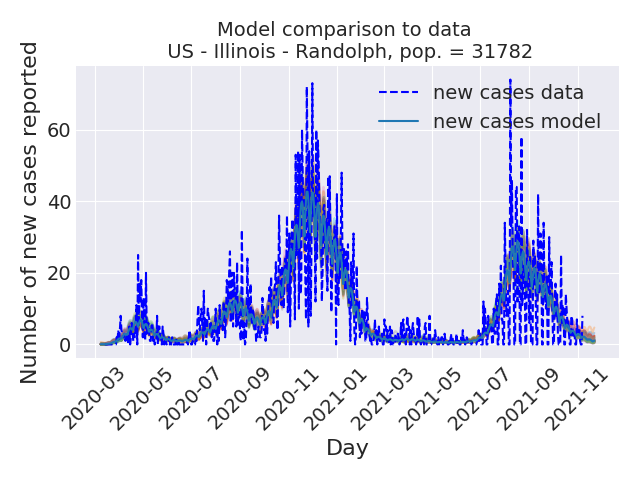 Model comparison to data
US - Illinois - Randolph, pop. = 31782
new cases data
new cases model
Number of new cases reported
60
40
20
0
2020-03
2020-05
2020-07
2020-09
2020-11
2021-01
2021-03
2021-05
2021-07
2021-09
2021-11
Day